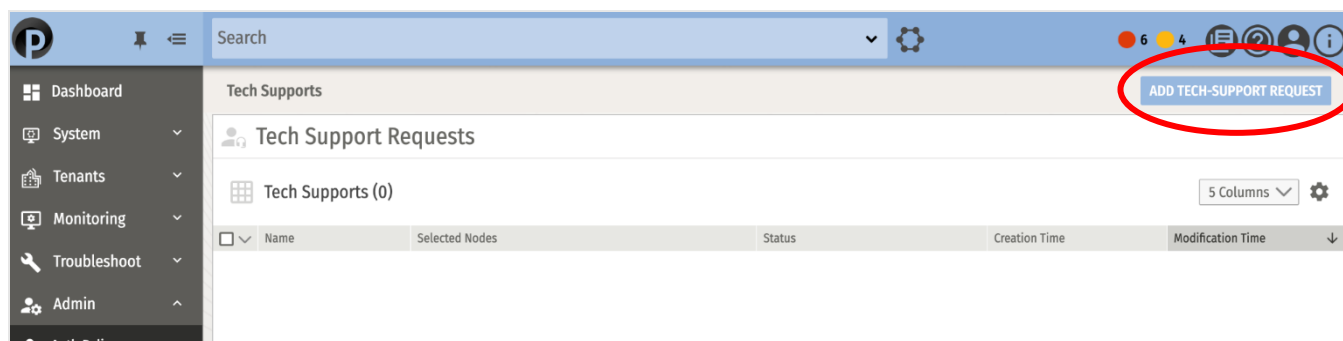 P
Search
6
4
Dashboard
Tech Supports
ADD TECH-SUPPORT REQUEST
System
Tech Support Requests
Tenants
Tech Supports (0)
5 Columns
Monitoring
Name
Selected Nodes
Status
Creation Time
Modification Time
Troubleshoot
Admin